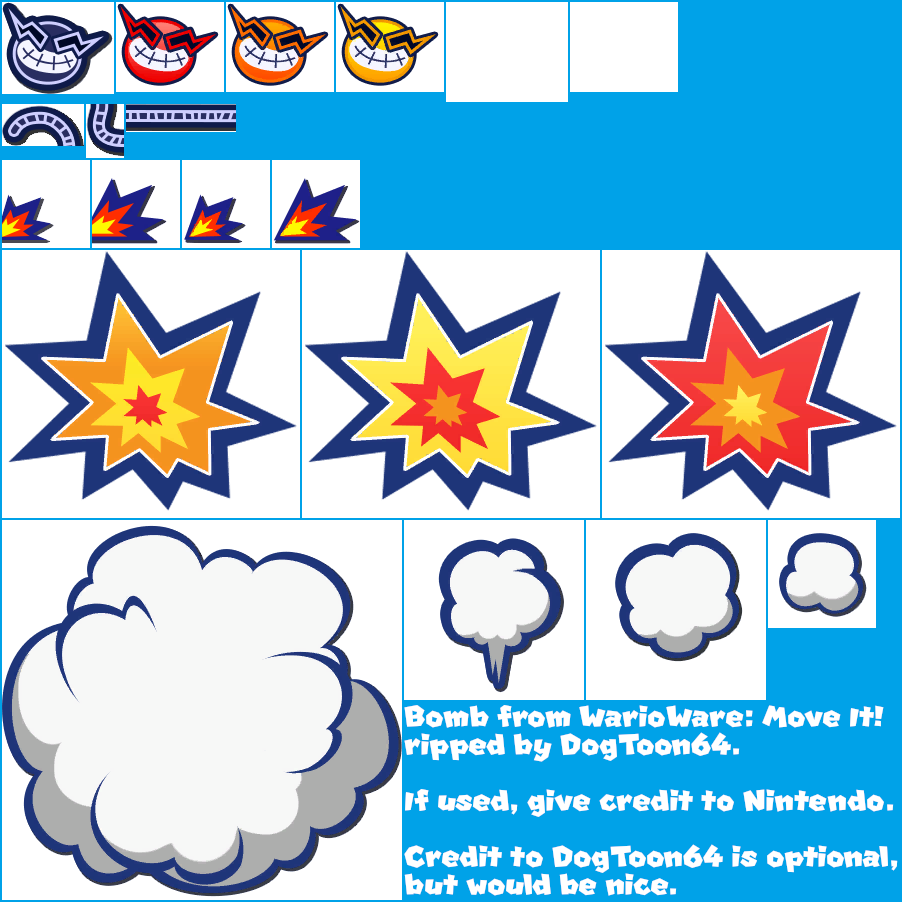 Bomb from WarioWare: Move It!
ripped by DogToon64.
If used, give credit to Nintendo.
Credit to DogToon64 is optional,
but would be nice.